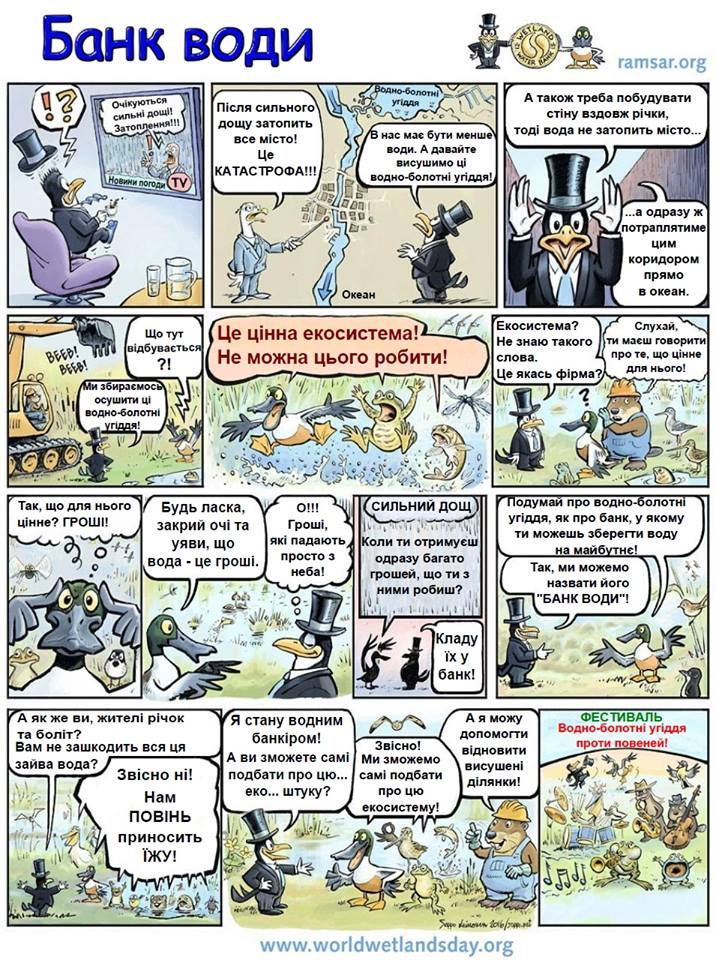 Банк води
WETLAND
WATER BANK
ramsar.org
!?
Очікуються
сильні дощі!
Затоплення!!!
Новини погоди
TV
Після сильного
дощу затопить
все місто!
Це
КАТАСТРОФА!!!
Водно-болотні
угіддя
В нас має бути менше
води. А давайте
висушимо ці
водно-болотні угіддя!
Океан
А також треба побудувати
стіну вздовж річки,
тоді вода не затопить місто...
...а одразу ж
потраплятиме
цим
коридором
прямо
в океан.
BEEB!
BEEB!
Що тут
відбувається
?!
Ми збираємось
осушити ці
водно-болотні
угіддя!
Це цінна екосистема!
Не можна цього робити!
Екосистема?
Не знаю такого
слова.
Це якась фірма?
Слухай,
ти маєш говорити
про те, що цінне
для нього!
?
Так, що для нього
цінне? ГРОШІ!
Будь ласка,
закрий очі та
уяви, що
вода - це гроші.
О!!!
Гроші,
які падають
просто з
неба!
СИЛЬНИЙ ДОЩ
Коли ти отримуєш
одразу багато
грошей, що ти з
ними робиш?
Кладу
їх у
банк!
Подумай про водно-болотні
угіддя, як про банк, у якому
ти можешь зберегти воду
на майбутнє!
Так, ми можемо
назвати його
"БАНК ВОДИ"!
А як же ви, жителі річок
та боліт?
Вам не зашкодить вся ця
зайва вода?
Звісно ні!
Нам
ПОВІНЬ
приносить
ЇЖУ!
Я стану водним
банкіром!
А ви зможете самі
подбати про цю...
еко... штуку?
Звісно!
Ми зможемо
самі подбати
про цю
екосистему!
А я можу
допомогти
відновити
висушені
ділянки!
ФЕСТИВАЛЬ
Водно-болотні угіддя
проти повеней!
www.worldwetlandsday.org